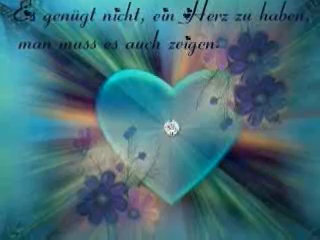 Es genügt nicht, ein Herz zu haben,
man muss es auch zeigen.